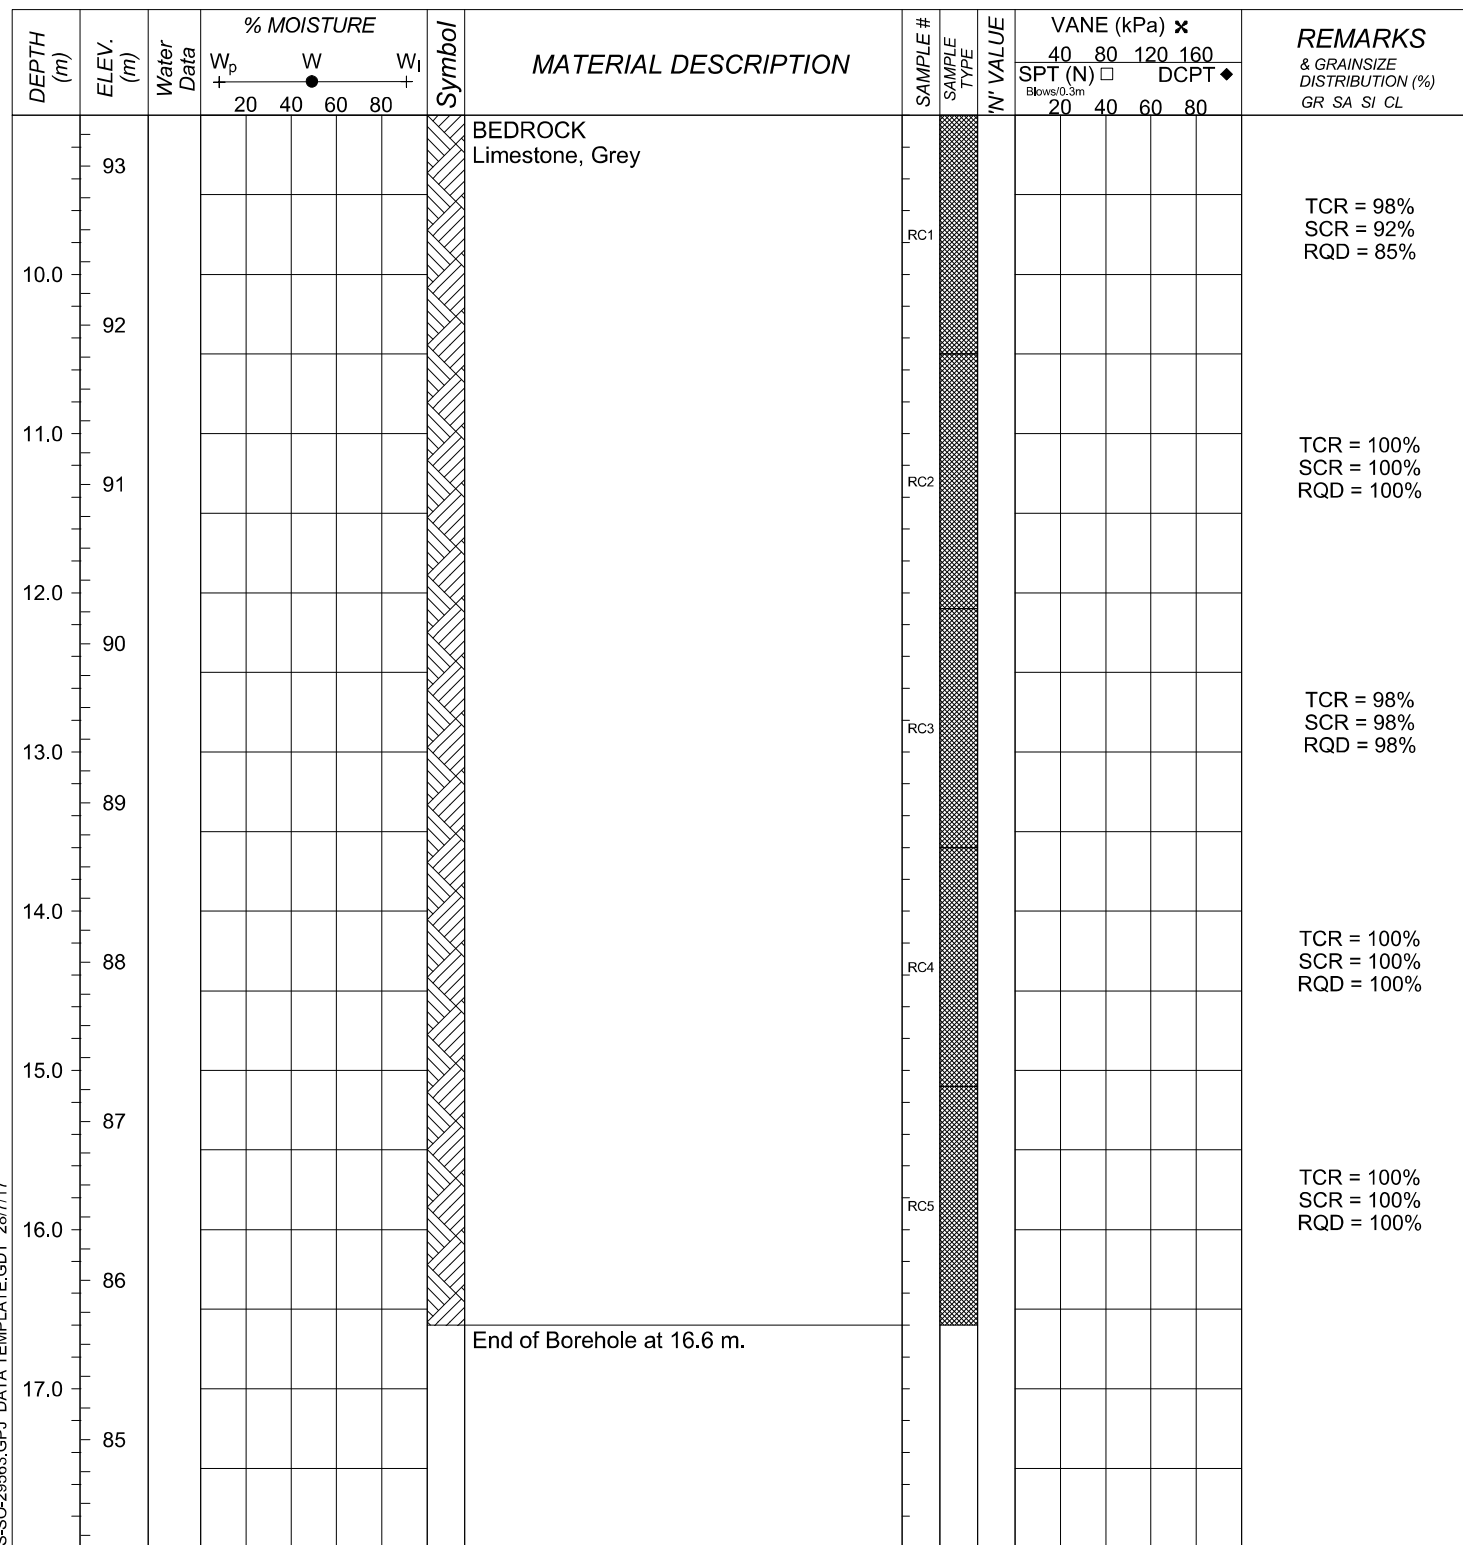 DEPTH (m)
ELEV. (m)
Water Data
% MOISTURE
Wp W Wl
20 40 60 80
Symbol
MATERIAL DESCRIPTION
SAMPLE #
SAMPLE TYPE
'N' VALUE
VANE (kPa)
40 80 120 160
SPT (N) DCPT
Blows/0.3m
20 40 60 80
REMARKS
& GRAINSIZE
DISTRIBUTION (%)
GR SA SI CL
BEDROCK
Limestone, Grey
93
TCR = 98%
SCR = 92%
RQD = 85%
RC1
10.0
92
11.0
TCR = 100%
SCR = 100%
RQD = 100%
91
RC2
12.0
90
TCR = 98%
SCR = 98%
RQD = 98%
RC3
13.0
89
14.0
TCR = 100%
SCR = 100%
RQD = 100%
88
RC4
15.0
87
TCR = 100%
SCR = 100%
RQD = 100%
RC5
16.0
86
End of Borehole at 16.6 m.
17.0
85
DATA TEMPLATE.GDT